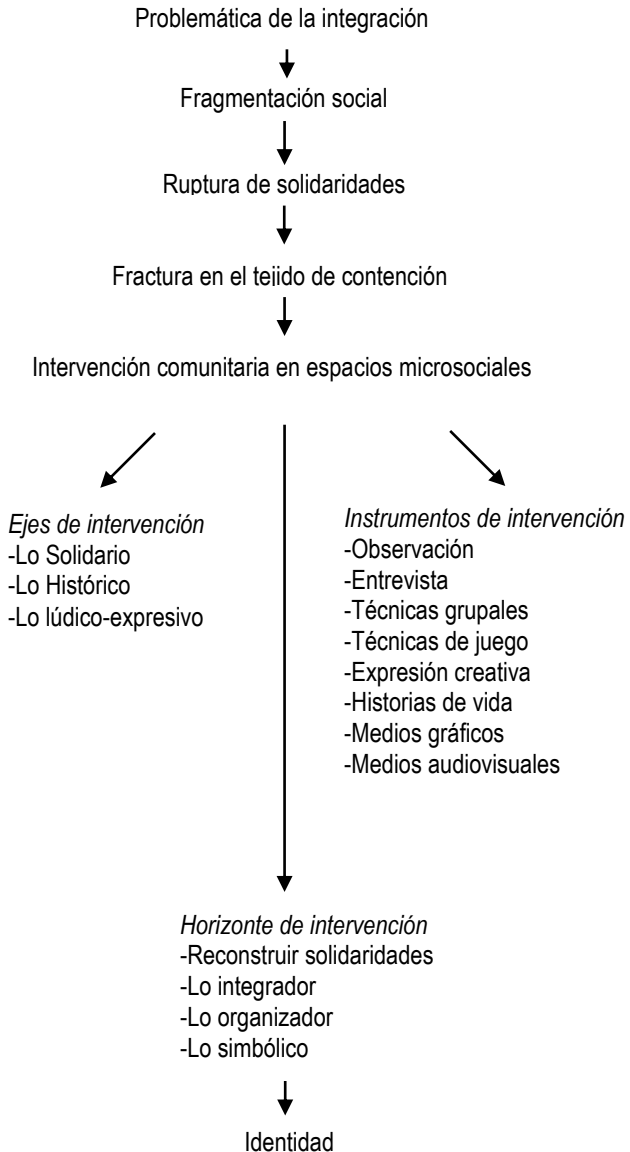 Problemática de la integración
Fragmentación social
Ruptura de solidaridades
Fractura en el tejido de contención
Intervención comunitaria en espacios microsociales
Ejes de intervención
-Lo Solidario
-Lo Histórico
-Lo lúdico-expresivo
Instrumentos de intervención
-Observación
-Entrevista
-Técnicas grupales
-Técnicas de juego
-Expresión creativa
-Historias de vida
-Medios gráficos
-Medios audiovisuales
Horizonte de intervención
-Reconstruir solidaridades
-Lo integrador
-Lo organizador
-Lo simbólico
Identidad